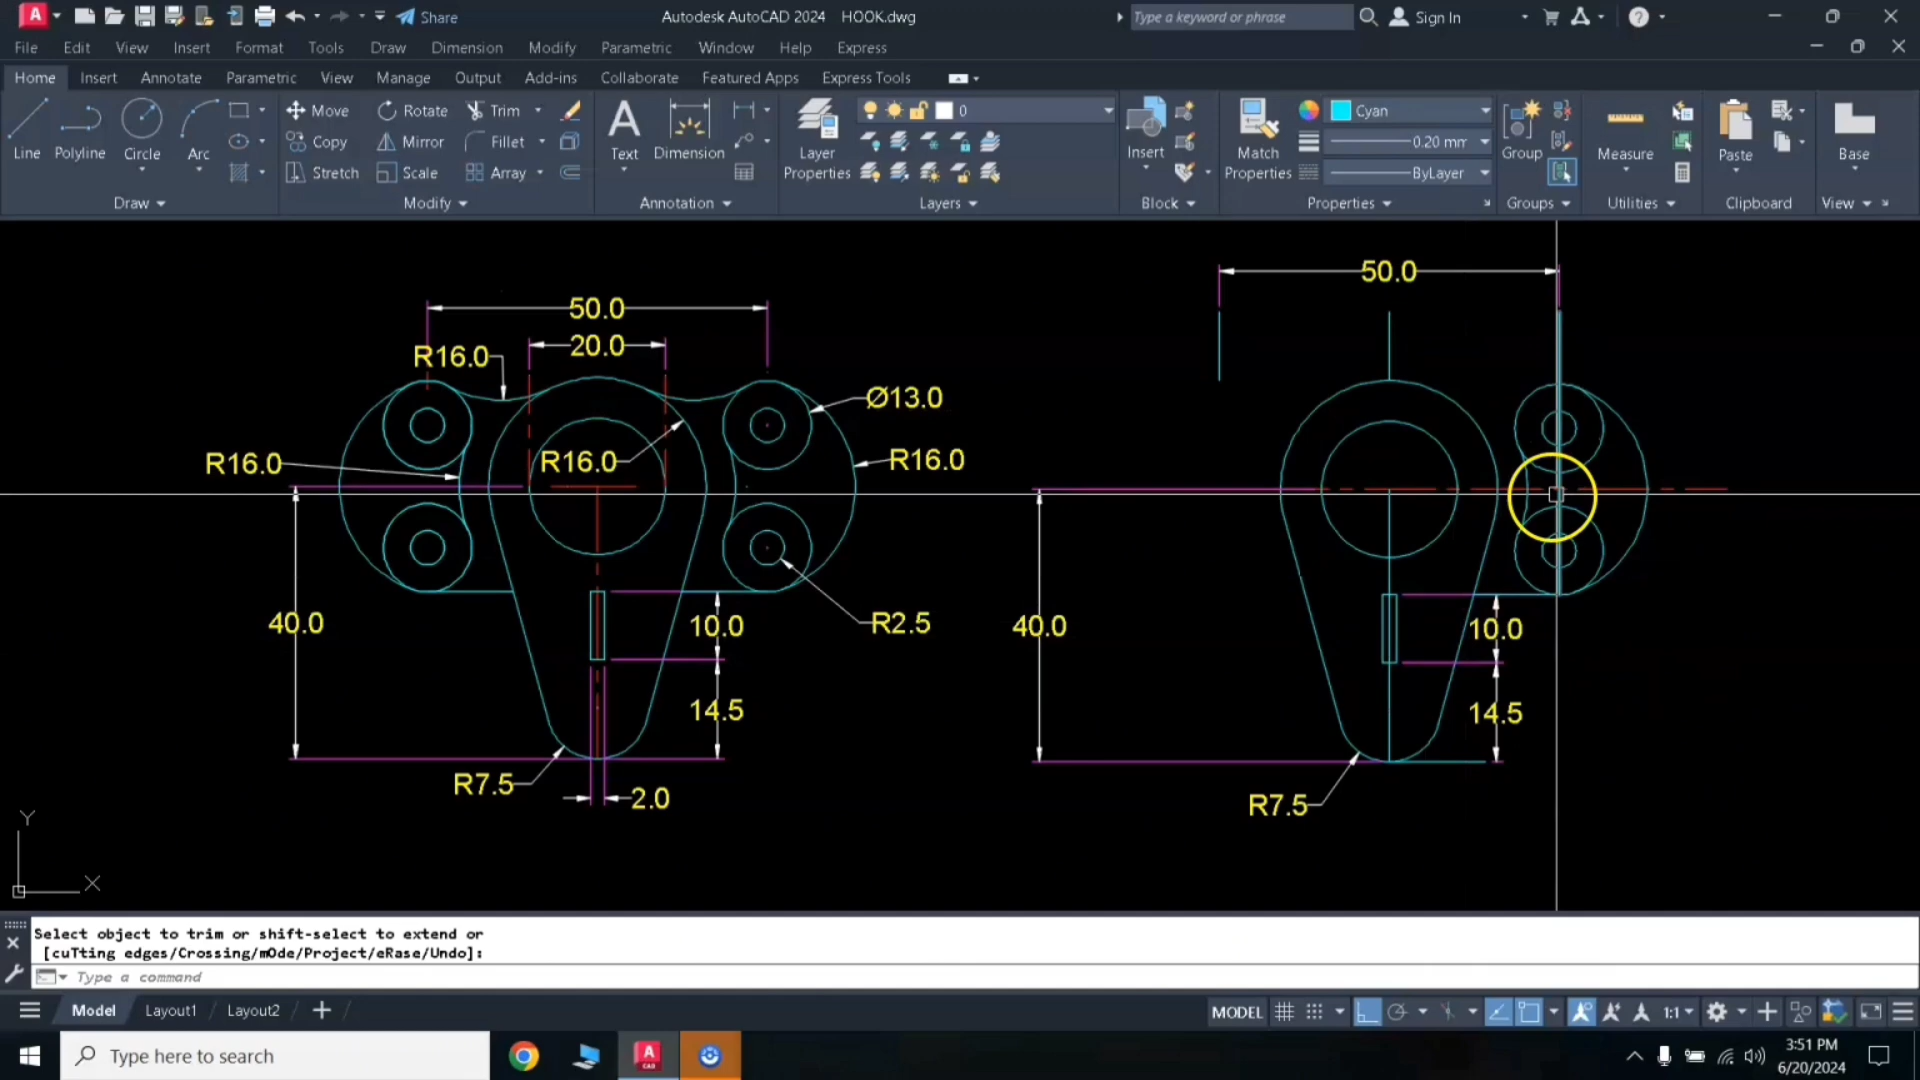 Share
Autodesk AutoCAD 2024 HOOK.dwg
Type a keyword or phrase
Sign In
File Edit View Insert Format Tools Draw Dimension Modify Parametric Window Help Express
Home Insert Annotate Parametric View Manage Output Add-ins Collaborate Featured Apps Express Tools
Line
Polyline
Circle
Arc
Draw
Move Rotate Trim
Copy Mirror Fillet
Stretch Scale Array
Modify
Text
Dimension
Annotation
Layer
Properties
0
Layers
Insert
Block
Match
Properties
Cyan
0.20 mm
ByLayer
Properties
Group
Groups
Measure
Utilities
Paste
Clipboard
Base
View
50.0
20.0
R16.0
Ø13.0
R16.0
R16.0
R16.0
40.0
10.0
R2.5
14.5
R7.5
2.0
50.0
40.0
10.0
14.5
R7.5
Y
X
Select object to trim or shift-select to extend or
[cuTting edges/Crossing/mOde/Project/eRase/Undo]:
Type a command
Model Layout1 Layout2
MODEL
1:1
Type here to search
3:51 PM
6/20/2024